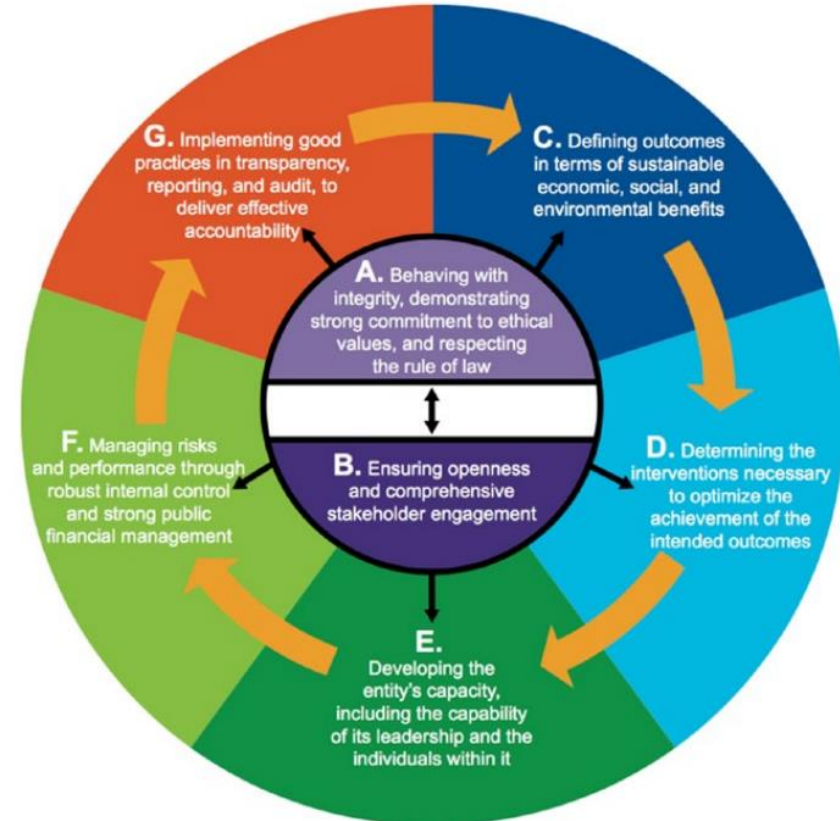 G. Implementing good
practices in transparency,
reporting, and audit, to
deliver effective
accountability
C. Defining outcomes
in terms of sustainable
economic, social, and
environmental benefits
A. Behaving with
integrity, demonstrating
strong commitment to ethical
values, and respecting
the rule of law
F. Managing risks
and performance through
robust internal control
and strong public
financial management
B. Ensuring openness
and comprehensive
stakeholder engagement
D. Determining the
interventions necessary
to optimize the
achievement of the
intended outcomes
E.
Developing the
entity's capacity,
including the capability
of its leadership and the
individuals within it